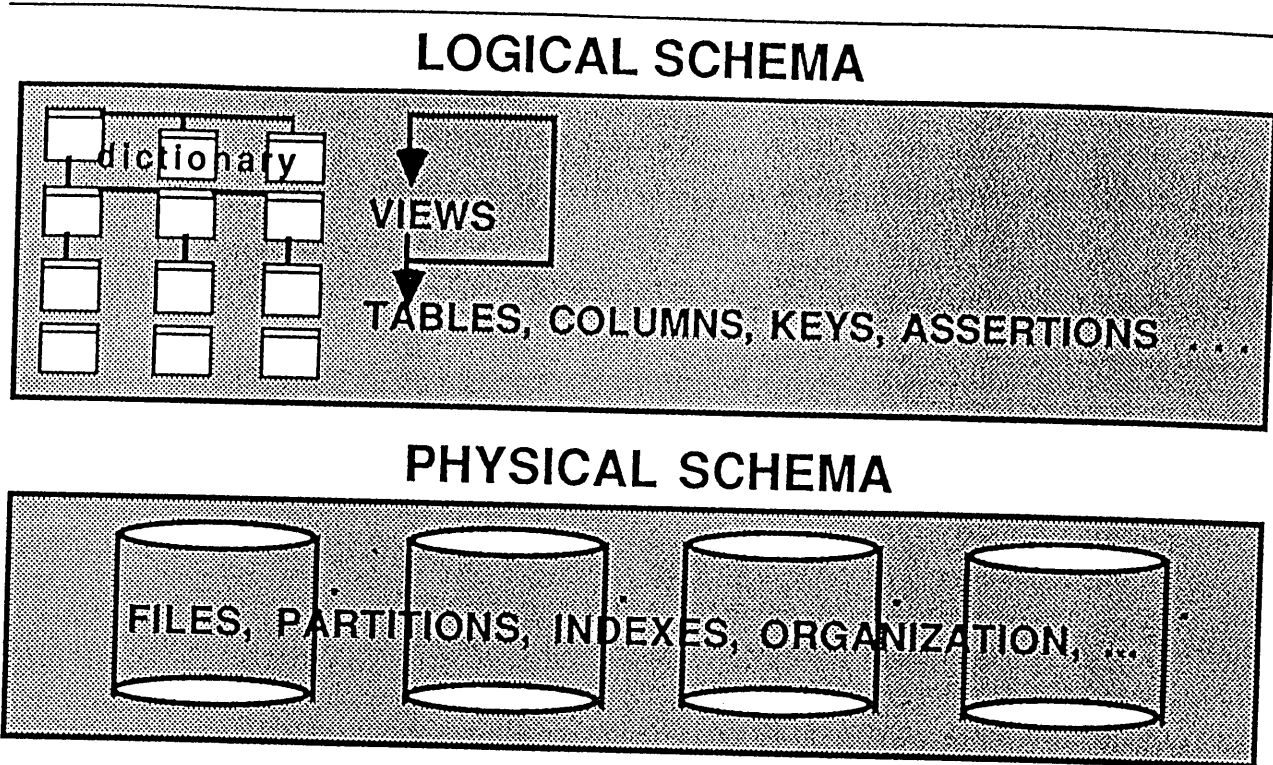 LOGICAL SCHEMA
dictionary
VIEWS
TABLES, COLUMNS, KEYS, ASSERTIONS ....
PHYSICAL SCHEMA
FILES, PARTITIONS, INDEXES, ORGANIZATION, ...